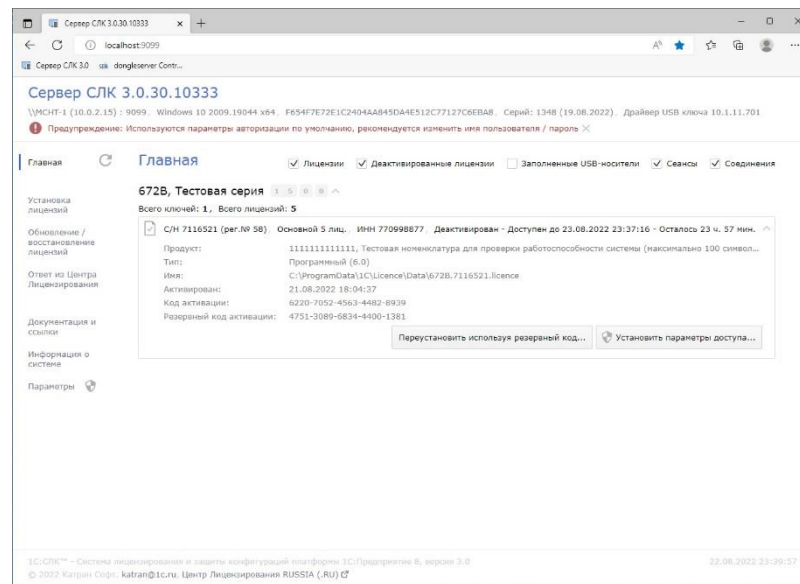 Сервер СЛК 3.0.30.10333
localhost:9099
Сервер СЛК 3.0 dongleserver Contr...
Сервер СЛК 3.0.30.10333
\\MCHT-1 (10.0.2.15) : 9099, Windows 10 2009.19044 x64, F654F7E72E1C2404AA845DA4E512C77127C6EBA8, Серий: 1348 (19.08.2022), Драйвер USB ключа 10.1.11.701
Предупреждение: Используются параметры авторизации по умолчанию, рекомендуется изменить имя пользователя / пароль
Главная
Установка лицензий
Обновление / восстановление лицензий
Ответ из Центра Лицензирования
Документация и ссылки
Информация о системе
Параметры
Главная
Лицензии Деактивированные лицензии Заполненные USB-носители Сеансы Соединения
672B, Тестовая серия 1 5 0 0
Всего ключей: 1, Всего лицензий: 5
С/Н 7116521 (рег.№ 58), Основной 5 лиц., ИНН 770998877, Деактивирован - Доступен до 23.08.2022 23:37:16 - Осталось 23 ч. 57 мин.
Продукт: 1111111111111, Тестовая номенклатура для проверки работоспособности системы (максимально 100 символ...
Тип: Программный (6.0)
Имя: C:\ProgramData\1C\Licence\Data\672B.7116521.licence
Активирован: 21.08.2022 18:04:37
Код активации: 6220-7052-4563-4482-8939
Резервный код активации: 4751-3089-6834-4400-1381
Переустановить используя резервный код... Установить параметры доступа...
1С:СЛК™ - Система лицензирования и защиты конфигураций платформы 1С:Предприятие 8, версия 3.0 22.08.2022 23:39:57
© 2022 Катран Софт, katran@1c.ru. Центр Лицензирования RUSSIA (.RU)